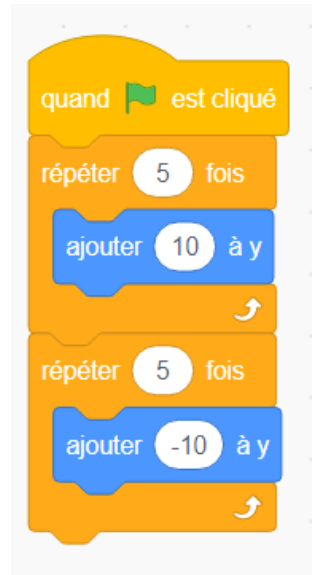 quand est cliqué
répéter 5 fois
ajouter 10 à y
répéter 5 fois
ajouter -10 à y